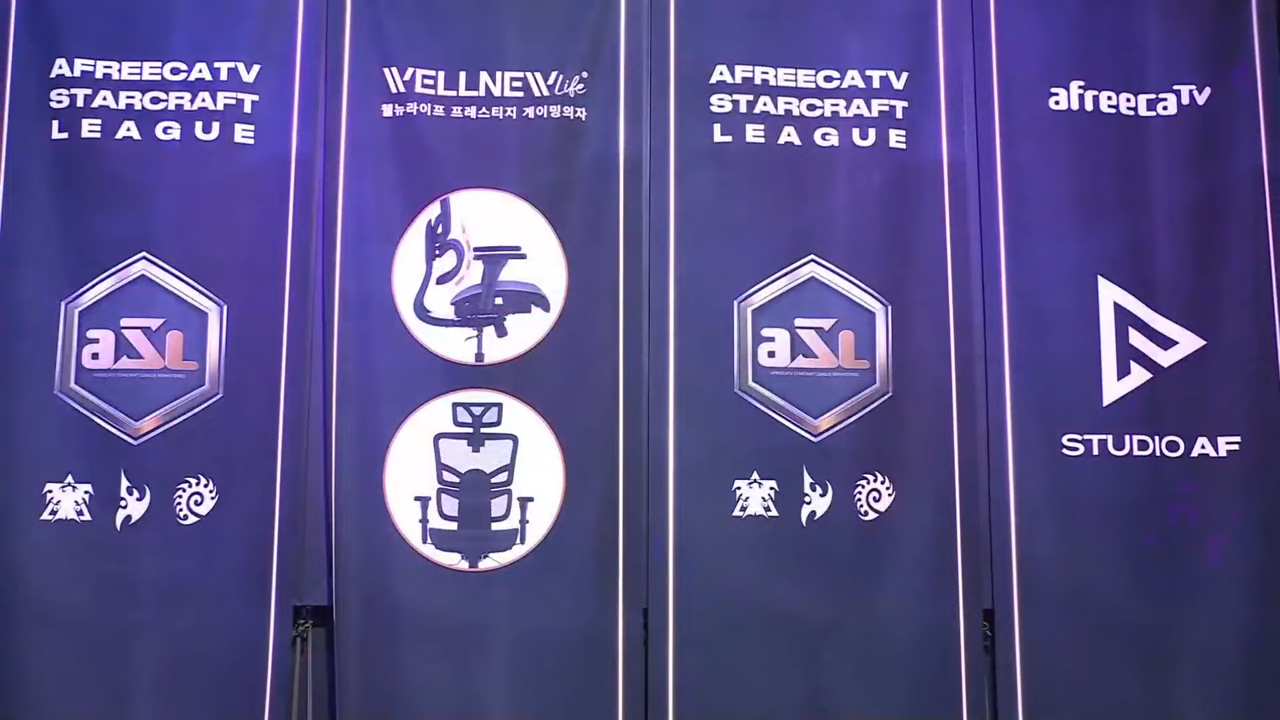 AFREECATV
STARCRAFT
LEAGUE
aSL
WELLNEW Life
웰뉴라이프 프레스티지 게이밍의자
AFREECATV
STARCRAFT
LEAGUE
aSL
afreecaTV
STUDIO AF